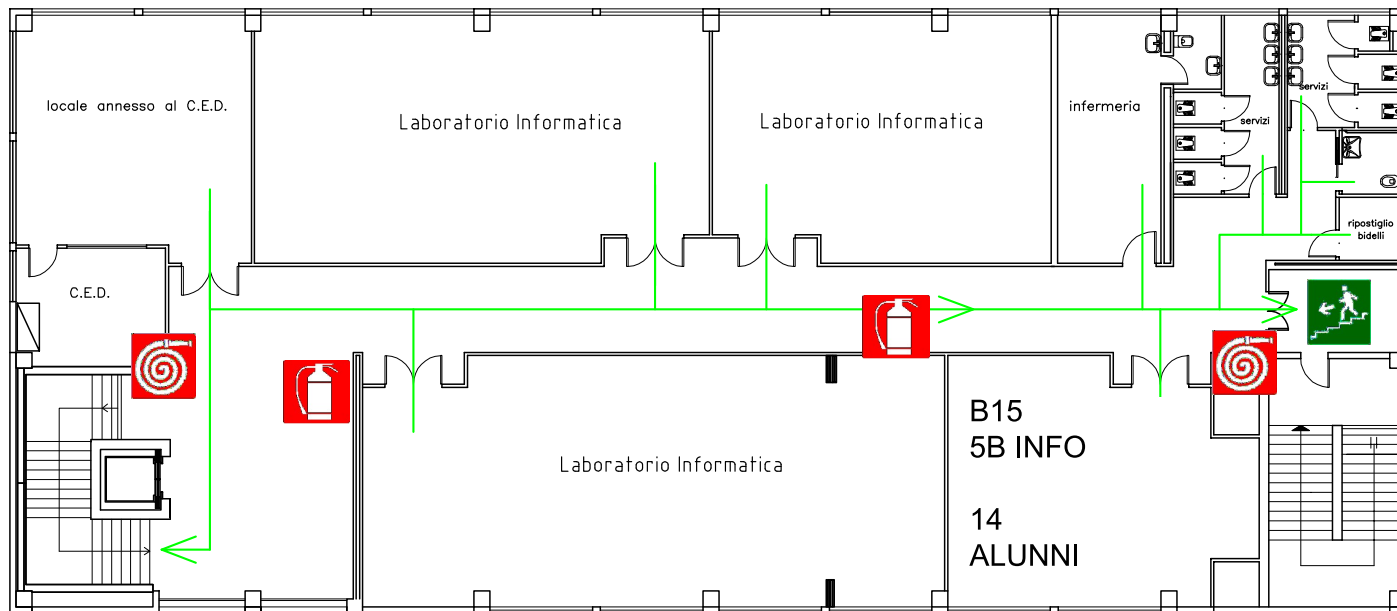 locale annesso al C.E.D.
Laboratorio Informatica
Laboratorio Informatica
infermeria
servizi
servizi
ripostiglio
bidelli
C.E.D.
Laboratorio Informatica
B15
5B INFO
14
ALUNNI